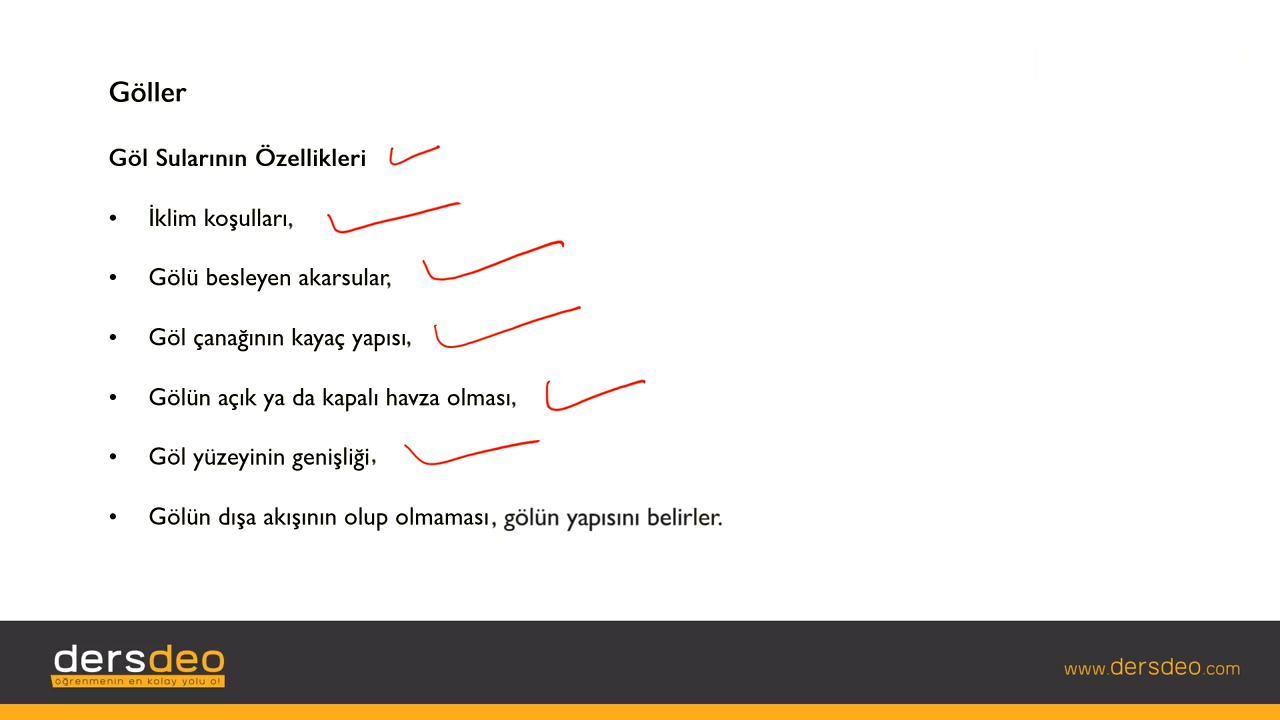 Göller
Göl Sularının Özellikleri
• İklim koşulları,
• Gölü besleyen akarsular,
• Göl çanağının kayaç yapısı,
• Gölün açık ya da kapalı havza olması,
• Göl yüzeyinin genişliği,
• Gölün dışa akışının olup olmaması, gölün yapısını belirler.
dersdeo
öğrenmenin en kolay yolu o!
www.dersdeo.com